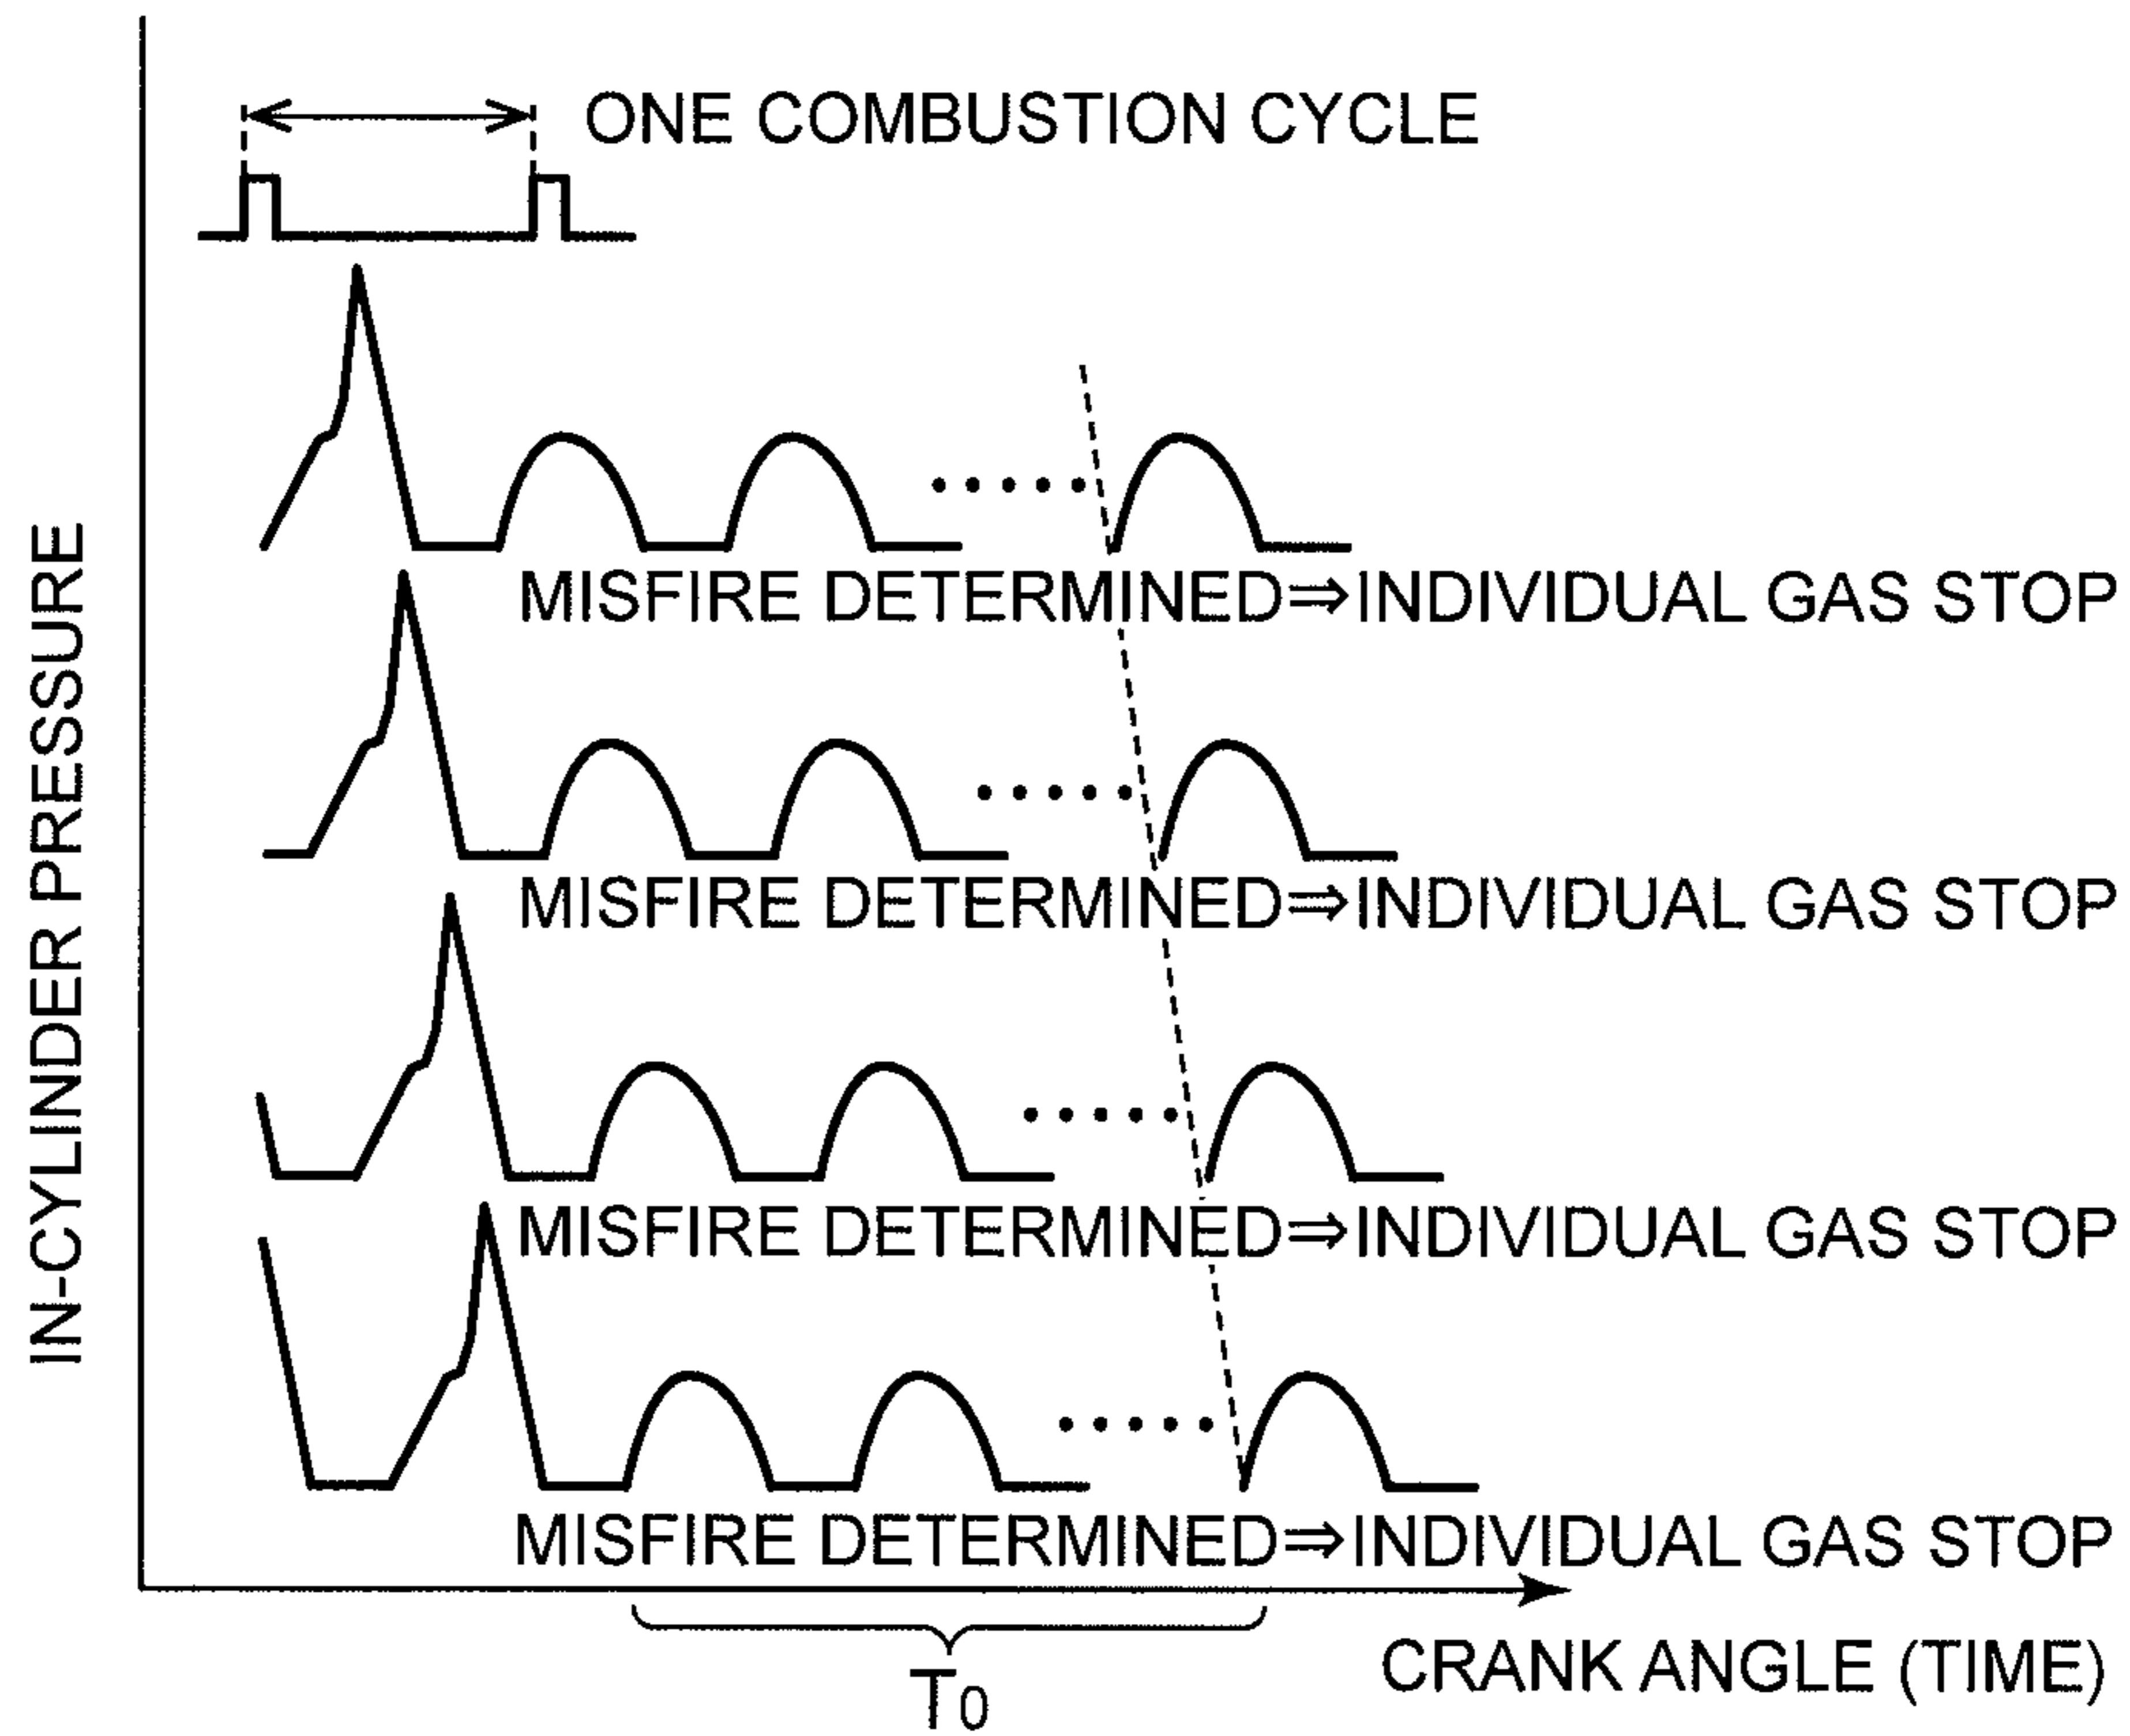 ONE COMBUSTION CYCLE
IN-CYLINDER PRESSURE
MISFIRE DETERMINED⇒INDIVIDUAL GAS STOP
MISFIRE DETERMINED⇒INDIVIDUAL GAS STOP
MISFIRE DETERMINED⇒INDIVIDUAL GAS STOP
MISFIRE DETERMINED⇒INDIVIDUAL GAS STOP
CRANK ANGLE (TIME)
T0